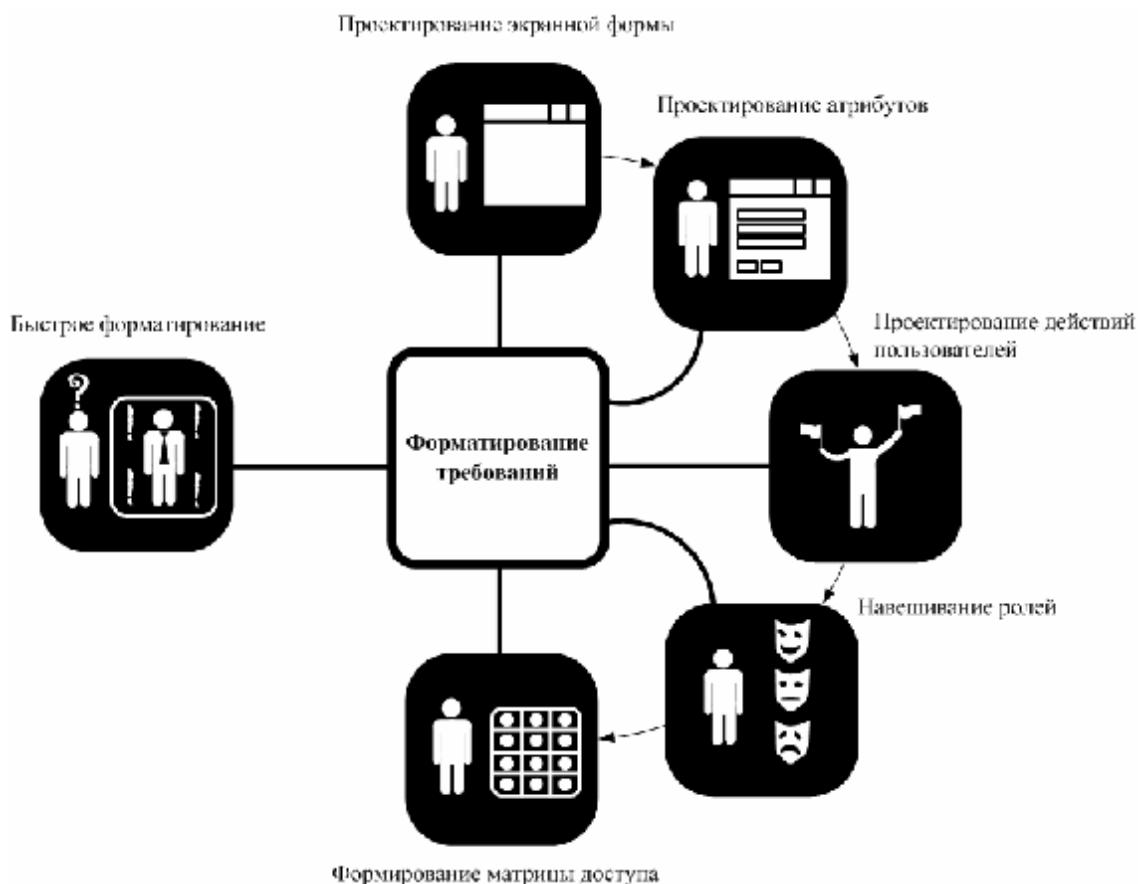 Проектирование экранной формы
Проектирование атрибутов
Быстрое форматирование
Проектирование действий
пользователей
Форматирование
требований
Навешивание ролей
Формирование матрицы доступа